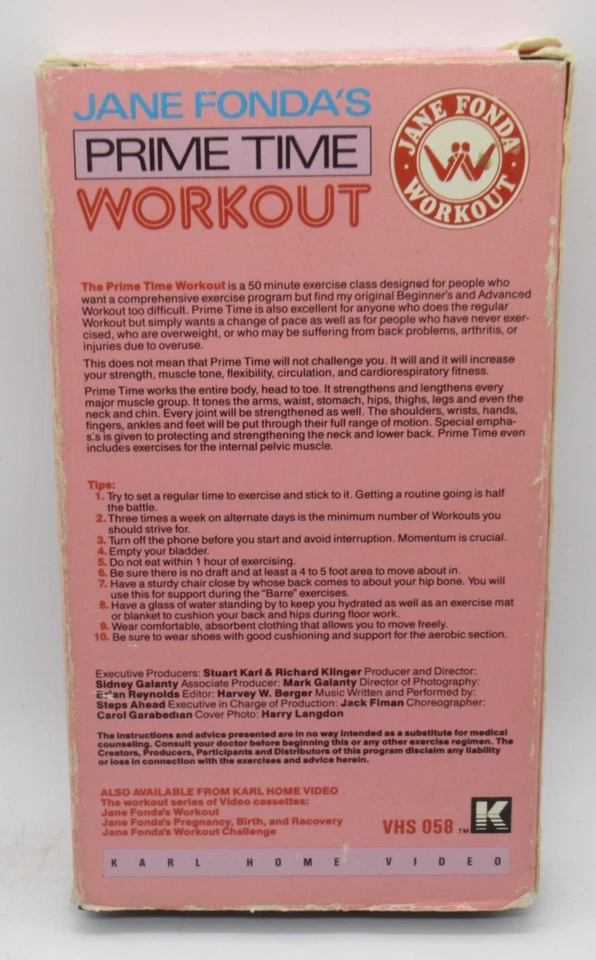 JANE FONDA'S
PRIME TIME
WORKOUT
JANE FONDA
WORKOUT
The Prime Time Workout is a 50 minute exercise class designed for people who
want a comprehensive exercise program but find my original Beginner's and Advanced
Workout too difficult. Prime Time is also excellent for anyone who does the regular
Workout but simply wants a change of pace as well as for people who have never exer-
cised, who are overweight, or who may be suffering from back problems, arthritis, or
injuries due to overuse.
This does not mean that Prime Time will not challenge you. It will and it will increase
your strength, muscle tone, flexibility, circulation, and cardiorespiratory fitness.
Prime Time works the entire body, head to toe. It strengthens and lengthens every
major muscle group. It tones the arms, waist, stomach, hips, thighs, legs and even the
neck and chin. Every joint will be strengthened as well. The shoulders, wrists, hands,
fingers, ankles and feet will be put through their full range of motion. Special empha-
sis is given to protecting and strengthening the neck and lower back. Prime Time even
includes exercises for the internal pelvic muscle.
Tips:
1. Try to set a regular time to exercise and stick to it. Getting a routine going is half
the battle.
2. Three times a week on alternate days is the minimum number of Workouts you
should strive for.
3. Turn off the phone before you start and avoid interruption. Momentum is crucial.
4. Empty your bladder.
5. Do not eat within 1 hour of exercising.
6. Be sure there is no draft and at least a 4 to 5 foot area to move about in.
7. Have a sturdy chair close by whose back comes to about your hip bone. You will
use this for support during the "Barre" exercises.
8. Have a glass of water standing by to keep you hydrated as well as an exercise mat
or blanket to cushion your back and hips during floor work.
9. Wear comfortable, absorbent clothing that allows you to move freely.
10. Be sure to wear shoes with good cushioning and support for the aerobic section.
Executive Producers: Stuart Karl & Richard Klinger Producer and Director:
Sidney Galanty Associate Producer: Mark Galanty Director of Photography:
Brian Reynolds Editor: Harvey W. Berger Music Written and Performed by:
Steps Ahead Executive in Charge of Production: Jack Fiman Choreographer:
Carol Garabedian Cover Photo: Harry Langdon
The instructions and advice presented are in no way intended as a substitute for medical
counseling. Consult your doctor before beginning this or any other exercise regimen. The
Creators, Producers, Participants and Distributors of this program disclaim any liability
or loss in connection with the exercises and advice herein.
ALSO AVAILABLE FROM KARL HOME VIDEO
The workout series of Video cassettes:
Jane Fonda's Workout
Jane Fonda's Pregnancy, Birth, and Recovery
Jane Fonda's Workout Challenge
VHS 058 TM K
KARL HOME VIDEO